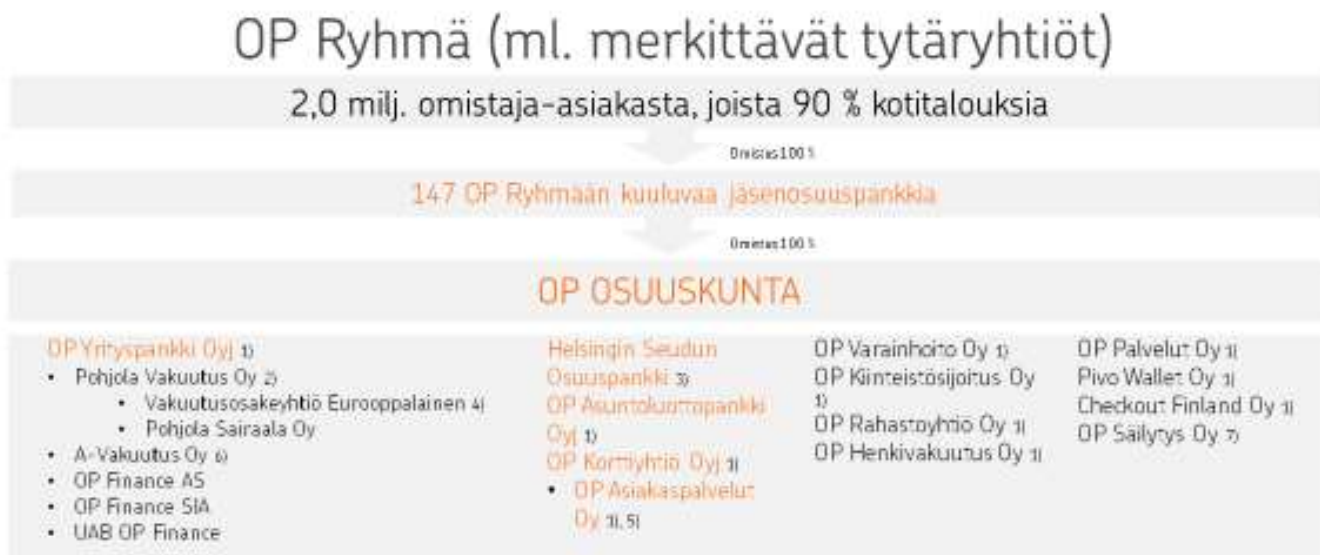 OP Ryhmä (ml. merkittävät tytäryhtiöt)
2,0 milj. omistaja-asiakasta, joista 90 % kotitalouksia
Omistus 100 %
147 OP Ryhmään kuuluvaa jäsenosuuspankkia
Omistus 100 %
OP OSUUSKUNTA
OP Yrityspankki Oyj 1)
• Pohjola Vakuutus Oy 2)
• Vakuutusosakeyhtiö Eurooppalainen 4)
• Pohjola Sairaala Oy
• A-Vakuutus Oy 6)
• OP Finance AS
• OP Finance SIA
• UAB OP Finance
Helsingin Seudun
Osuuspankki 3)
OP Asuntoluottopankki
Oyj 1)
OP Korttiyhtiö Oyj 1)
• OP Asiakaspalvelut
Oy 1), 5)
OP Varainhoito Oy 1)
OP Kiinteistösijoitus Oy
1)
OP Rahastoyhtiö Oy 1)
OP Henkivakuutus Oy 1)
OP Palvelut Oy 1)
Pivo Wallet Oy 1)
Checkout Finland Oy 1)
OP Säilytys Oy 7)